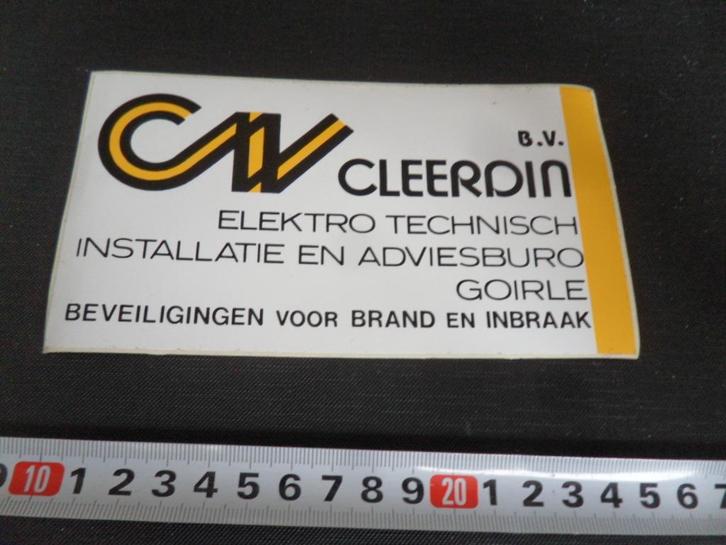 CW
B.V.
CLEERDIN
ELEKTRO TECHNISCH
INSTALLATIE EN ADVIESBURO
GOIRLE
BEVEILIGINGEN VOOR BRAND EN INBRAAK
9 10 1 2 3 4 5 6 7 8 9 20 1 2 3 4 5 6 7